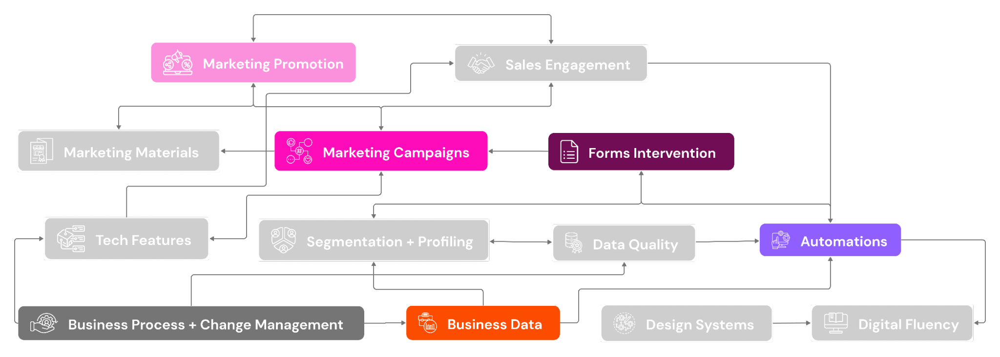 Marketing Promotion
Sales Engagement
Marketing Materials
Marketing Campaigns
Forms Intervention
Tech Features
Segmentation + Profiling
Data Quality
Automations
Business Process + Change Management
Business Data
Design Systems
Digital Fluency